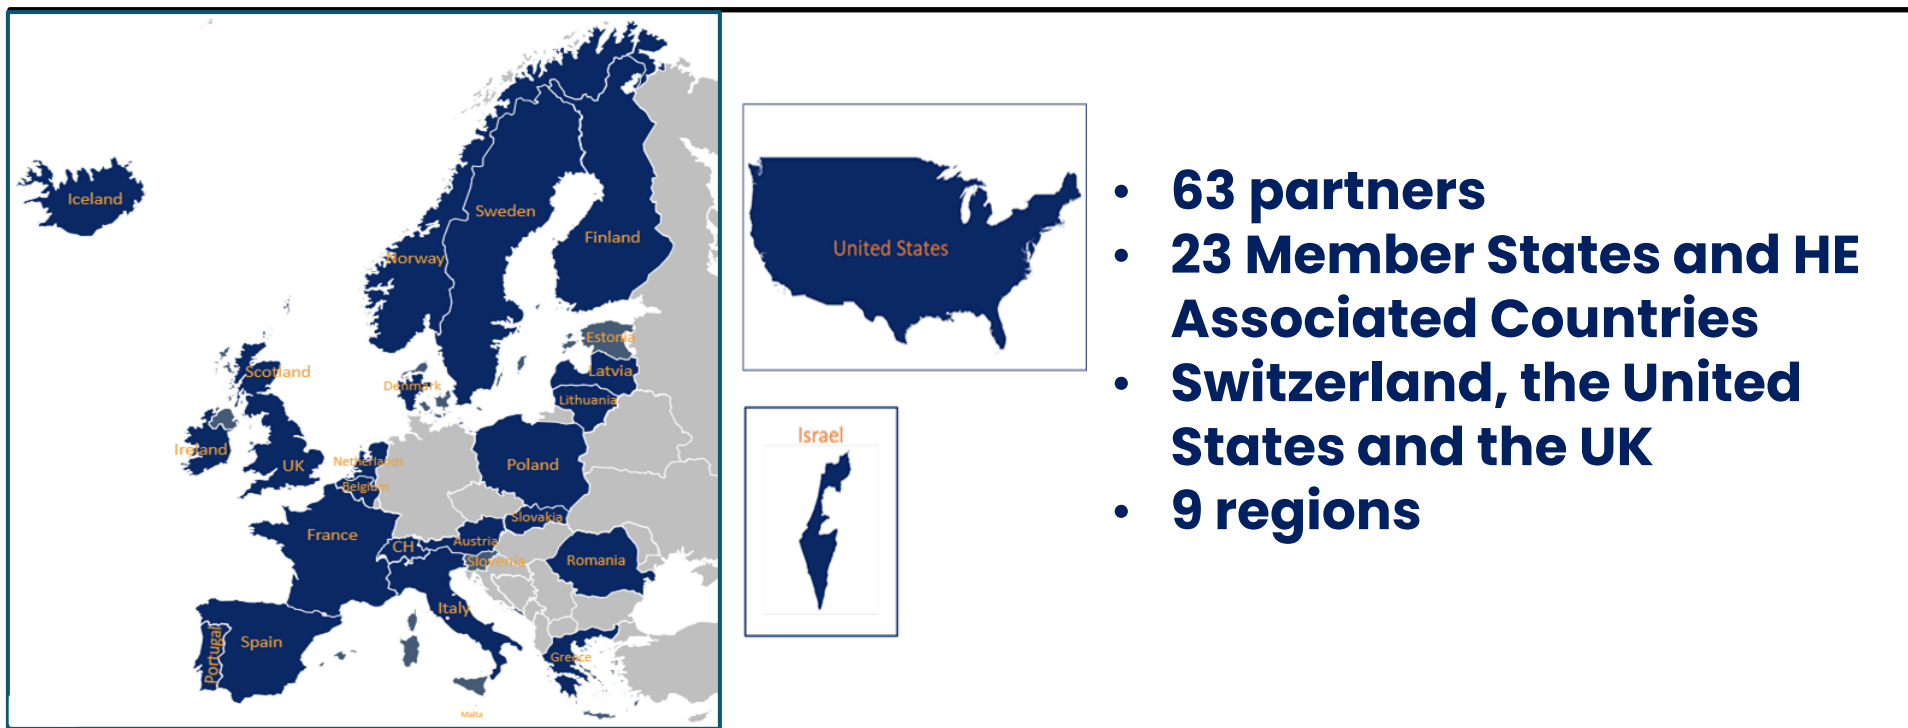 Iceland
Sweden
Finland
Norway
Estonia
Scotland
Latvia
Denmark
Lithuania
Ireland
UK
Netherlands
Poland
Belgium
Slovakia
France
CH
Austria
Slovenia
Romania
Italy
Spain
Portugal
Greece
Malta
United States
Israel
• 63 partners
• 23 Member States and HE
Associated Countries
• Switzerland, the United
States and the UK
• 9 regions